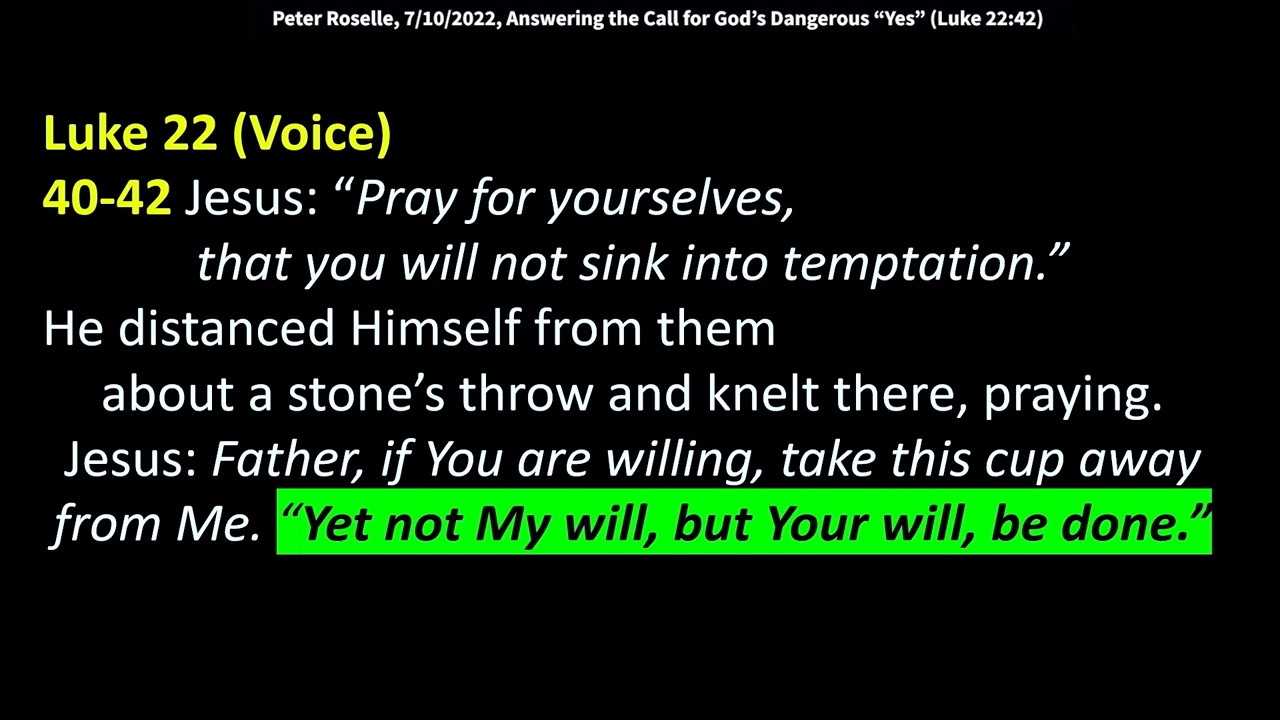 Peter Roselle, 7/10/2022, Answering the Call for God’s Dangerous “Yes” (Luke 22:42)
Luke 22 (Voice)
40-42 Jesus: “Pray for yourselves,
that you will not sink into temptation.”
He distanced Himself from them
about a stone’s throw and knelt there, praying.
Jesus: Father, if You are willing, take this cup away
from Me. “Yet not My will, but Your will, be done.”